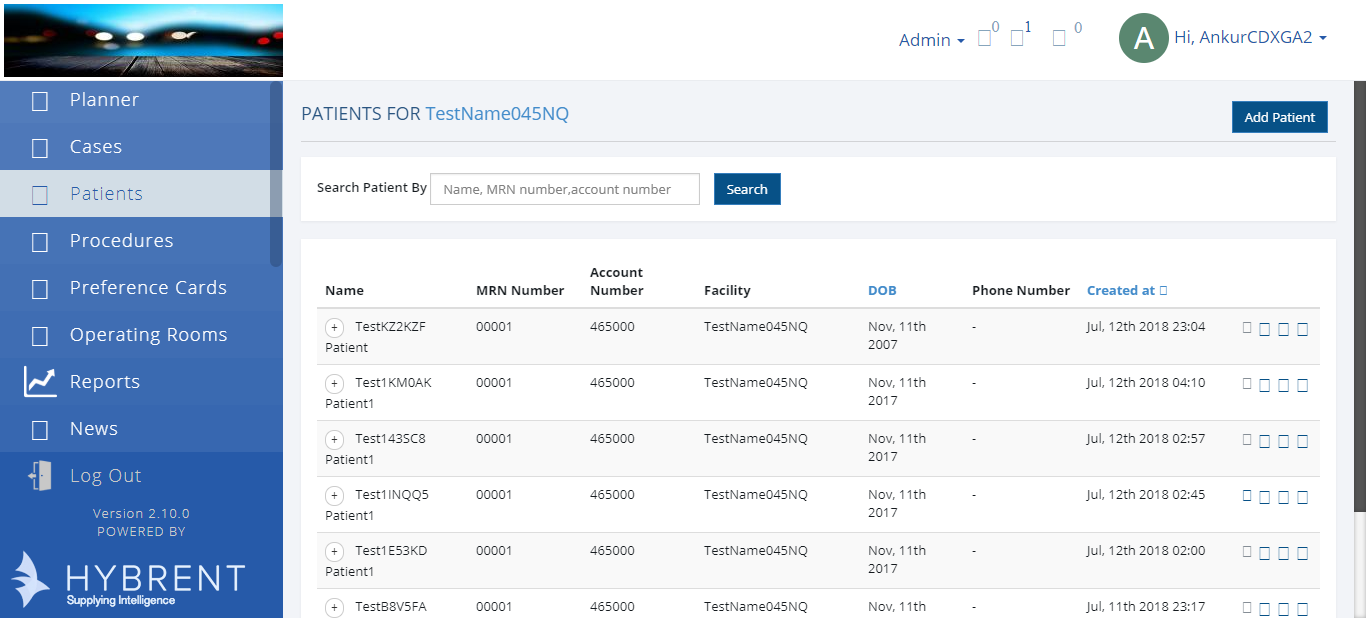 Admin 0 1 0 A Hi, AnkurCDXGA2
Planner
Cases
Patients
Procedures
Preference Cards
Operating Rooms
Reports
News
Log Out
Version 2.10.0
POWERED BY
HYBRENT
Supplying Intelligence
PATIENTS FOR TestName045NQ
Add Patient
Search Patient By Name, MRN number,account number Search
Name MRN Number Account Number Facility DOB Phone Number Created at
+ TestKZ2KZF 00001 465000 TestName045NQ Nov, 11th - Jul, 12th 2018 23:04
Patient 2007
+ Test1KM0AK 00001 465000 TestName045NQ Nov, 11th - Jul, 12th 2018 04:10
Patient1 2017
+ Test143SC8 00001 465000 TestName045NQ Nov, 11th - Jul, 12th 2018 02:57
Patient1 2017
+ Test1INQQ5 00001 465000 TestName045NQ Nov, 11th - Jul, 12th 2018 02:45
Patient1 2017
+ Test1E53KD 00001 465000 TestName045NQ Nov, 11th - Jul, 12th 2018 02:00
Patient1 2017
+ TestB8V5FA 00001 465000 TestName045NQ Nov, 11th - Jul, 11th 2018 23:17